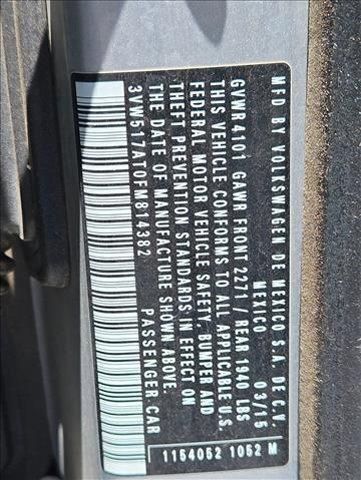 MFD BY VOLKSWAGEN DE MEXICO S.A. DE C.V.
MEXICO 03/15
GVWR 4101 GAWR FRONT 2271 / REAR 1940 LBS
THIS VEHICLE CONFORMS TO ALL APPLICABLE U.S.
FEDERAL MOTOR VEHICLE SAFETY, BUMPER AND
THEFT PREVENTION STANDARDS IN EFFECT ON
THE DATE OF MANUFACTURE SHOWN ABOVE.
3VW517AT0FM814382 PASSENGER CAR
1154052 1052 M